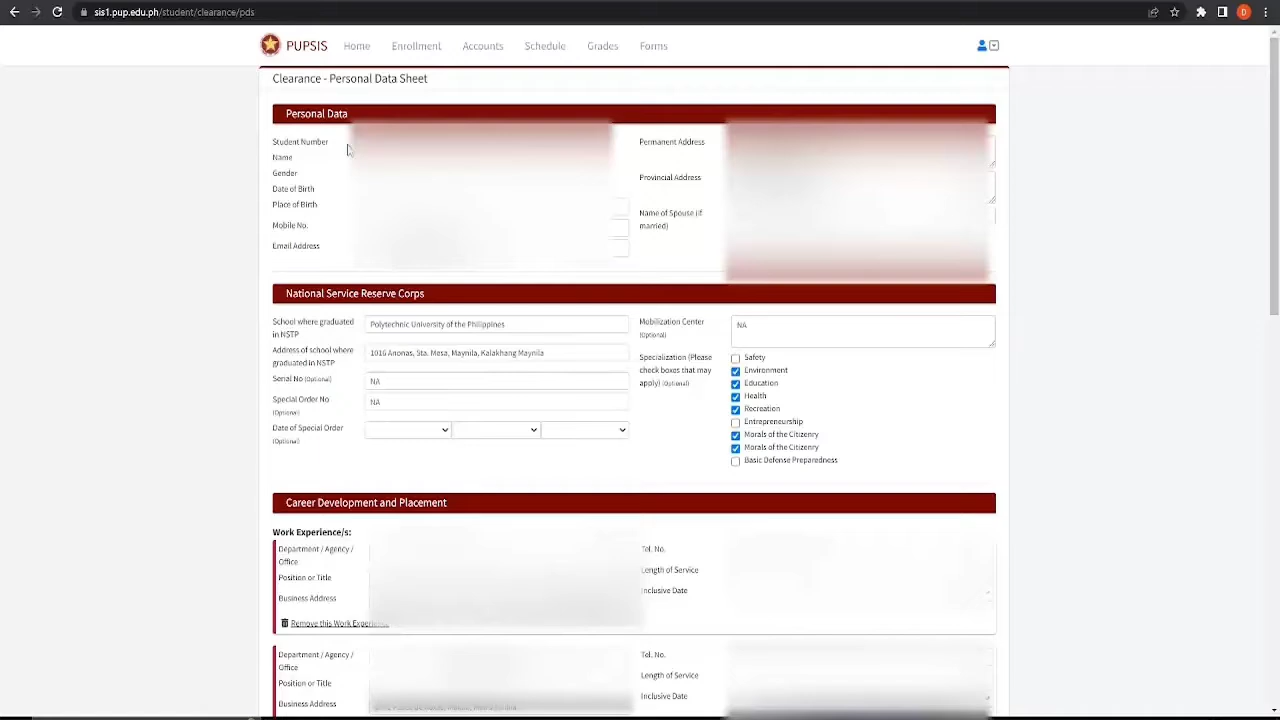 sis1.pup.edu.ph/student/clearance/pds
D
PUPSIS Home Enrollment Accounts Schedule Grades Forms
Clearance - Personal Data Sheet
Personal Data
Student Number
Name
Gender
Date of Birth
Place of Birth
Mobile No.
Email Address
Permanent Address
Provincial Address
Name of Spouse (if
married)
National Service Reserve Corps
School where graduated
in NSTP
Polytechnic University of the Philippines
Address of school where
graduated in NSTP
1016 Anonas, Sta. Mesa, Maynila, Kalakhang Maynila
Serial No (Optional)
NA
Special Order No
(Optional)
NA
Date of Special Order
(Optional)
Mobilization Center
(Optional)
NA
Specialization (Please
check boxes that may
apply) (Optional)
Safety
Environment
Education
Health
Recreation
Entrepreneurship
Morals of the Citizenry
Morals of the Citizenry
Basic Defense Preparedness
Career Development and Placement
Work Experience/s:
Department / Agency /
Office
Position or Title
Business Address
Tel. No.
Length of Service
Inclusive Date
Remove this Work Experience
Department / Agency /
Office
Position or Title
Business Address
Tel. No.
Length of Service
Inclusive Date